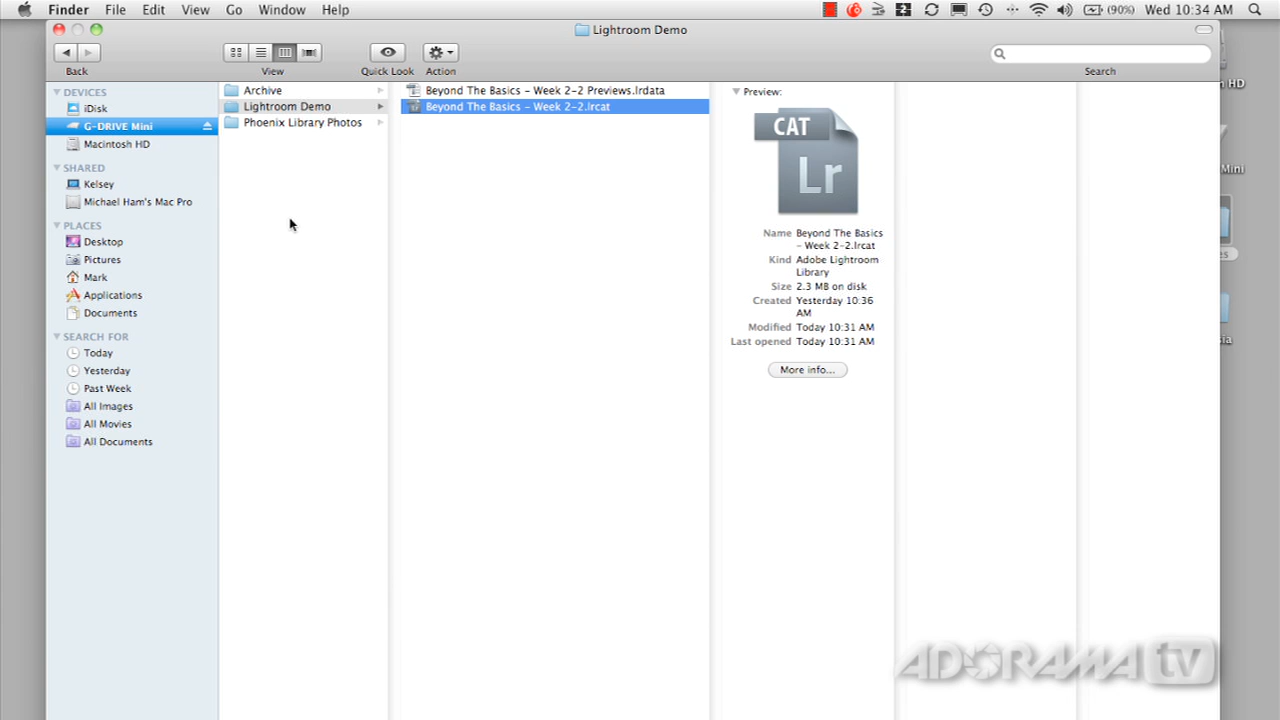 Finder File Edit View Go Window Help
(90%) Wed 10:34 AM
Lightroom Demo
Back
View
Quick Look
Action
Search
DEVICES
iDisk
G-DRIVE Mini
Macintosh HD
SHARED
Kelsey
Michael Ham's Mac Pro
PLACES
Desktop
Pictures
Mark
Applications
Documents
SEARCH FOR
Today
Yesterday
Past Week
All Images
All Movies
All Documents
Archive
Lightroom Demo
Phoenix Library Photos
Beyond The Basics – Week 2–2 Previews.lrdata
Beyond The Basics – Week 2–2.lrcat
Preview:
CAT
Lr
Name Beyond The Basics
– Week 2–2.lrcat
Kind Adobe Lightroom
Library
Size 2.3 MB on disk
Created Yesterday 10:36
AM
Modified Today 10:31 AM
Last opened Today 10:31 AM
More info...
HD
Mini
ADORAMA tv